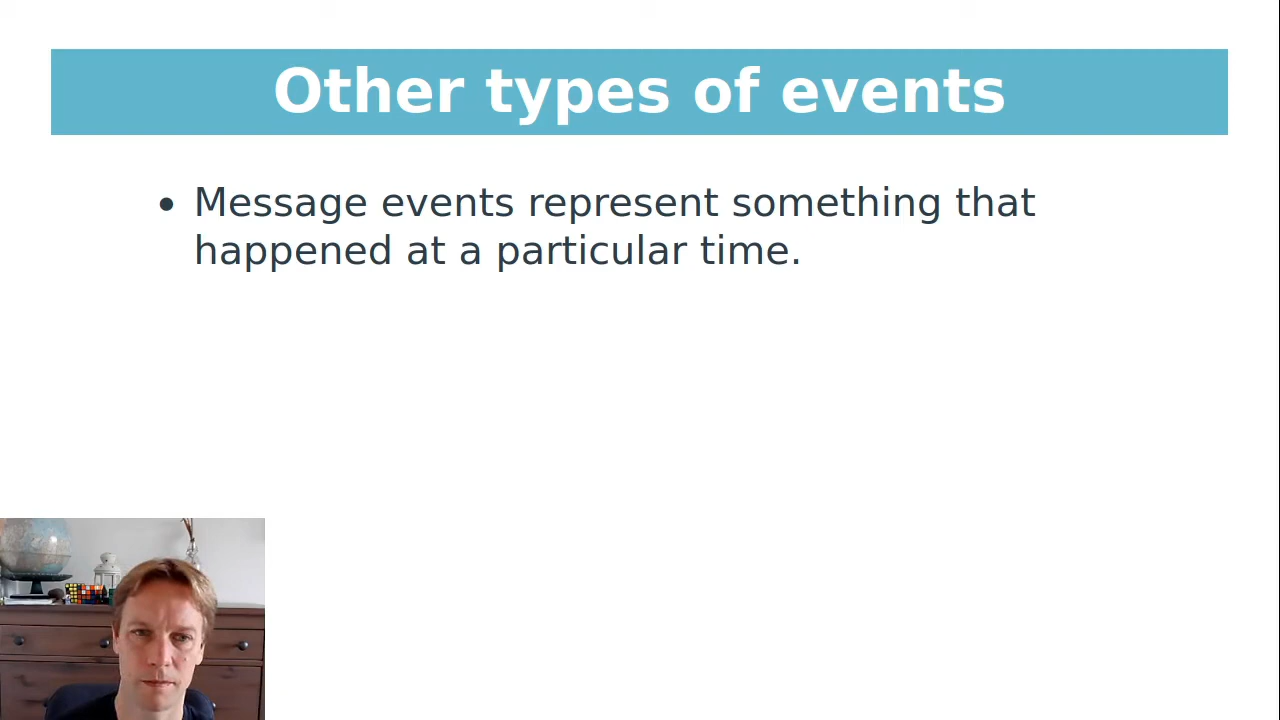 Other types of events
• Message events represent something that
happened at a particular time.